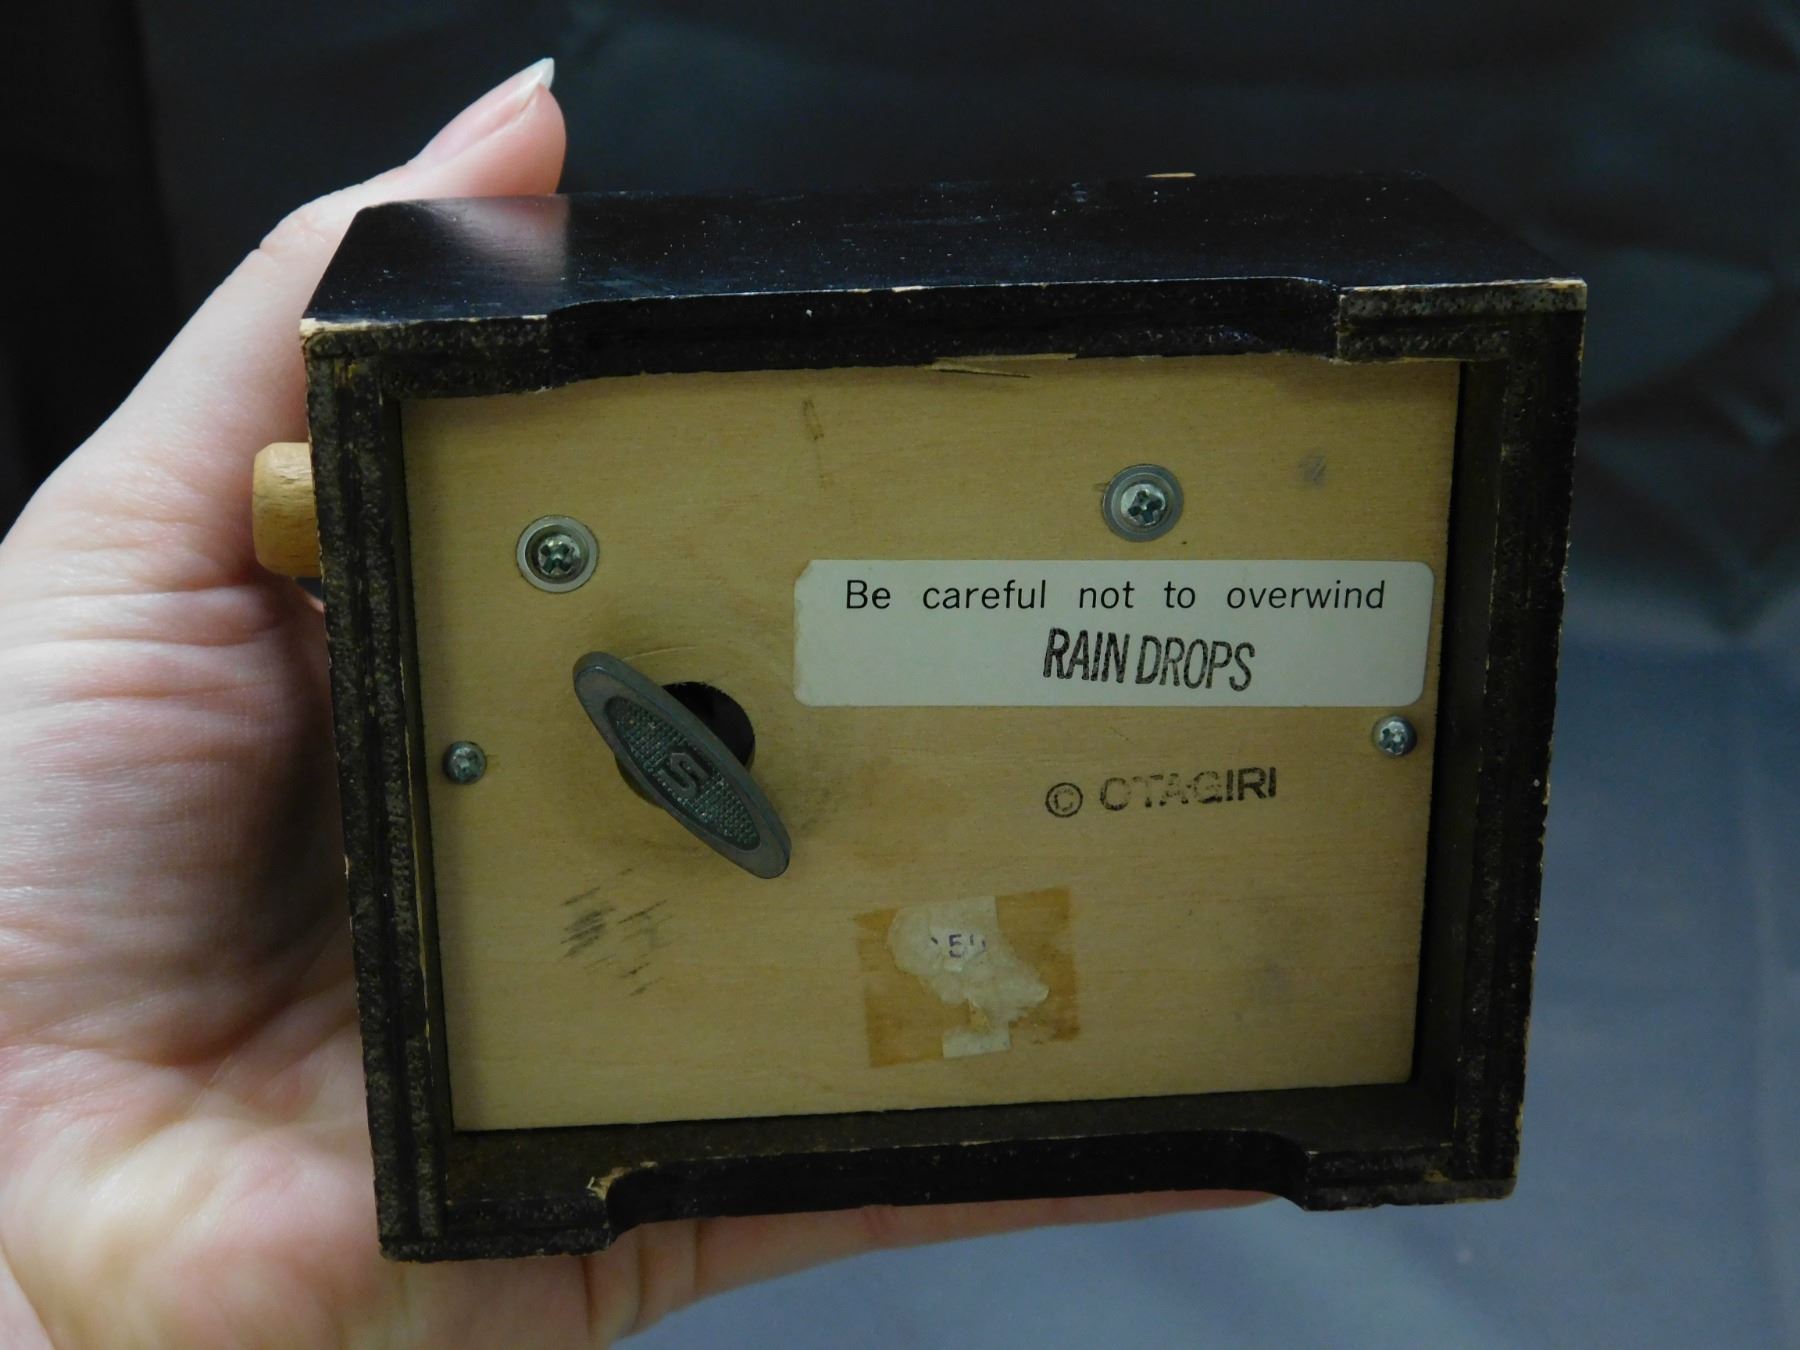 Be careful not to overwind
RAIN DROPS
© OTAGIRI
S